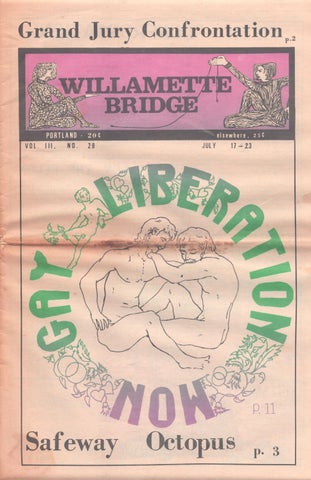 Grand Jury Confrontation p.2
WILLAMETTE
BRIDGE
PORTLAND - 20¢ elsewhere, 25¢
VOL III, NO. 28 JULY 17-23
GAY LIBERATION
NOW
P. 11
Safeway Octopus p. 3